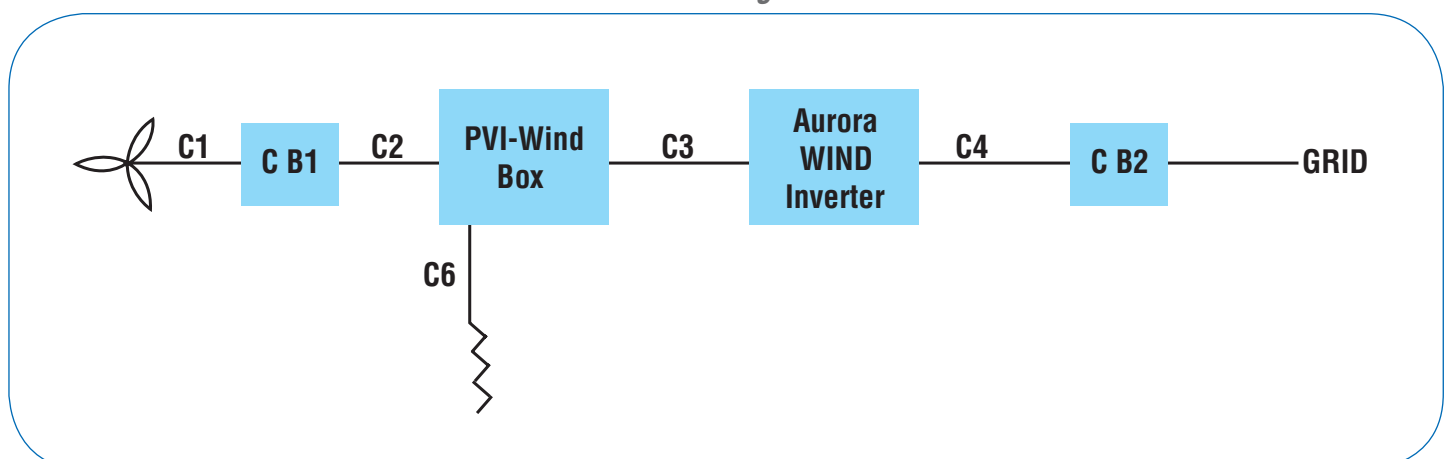 C1
C B1
C2
PVI-Wind
Box
C3
Aurora
WIND
Inverter
C4
C B2
GRID
C6